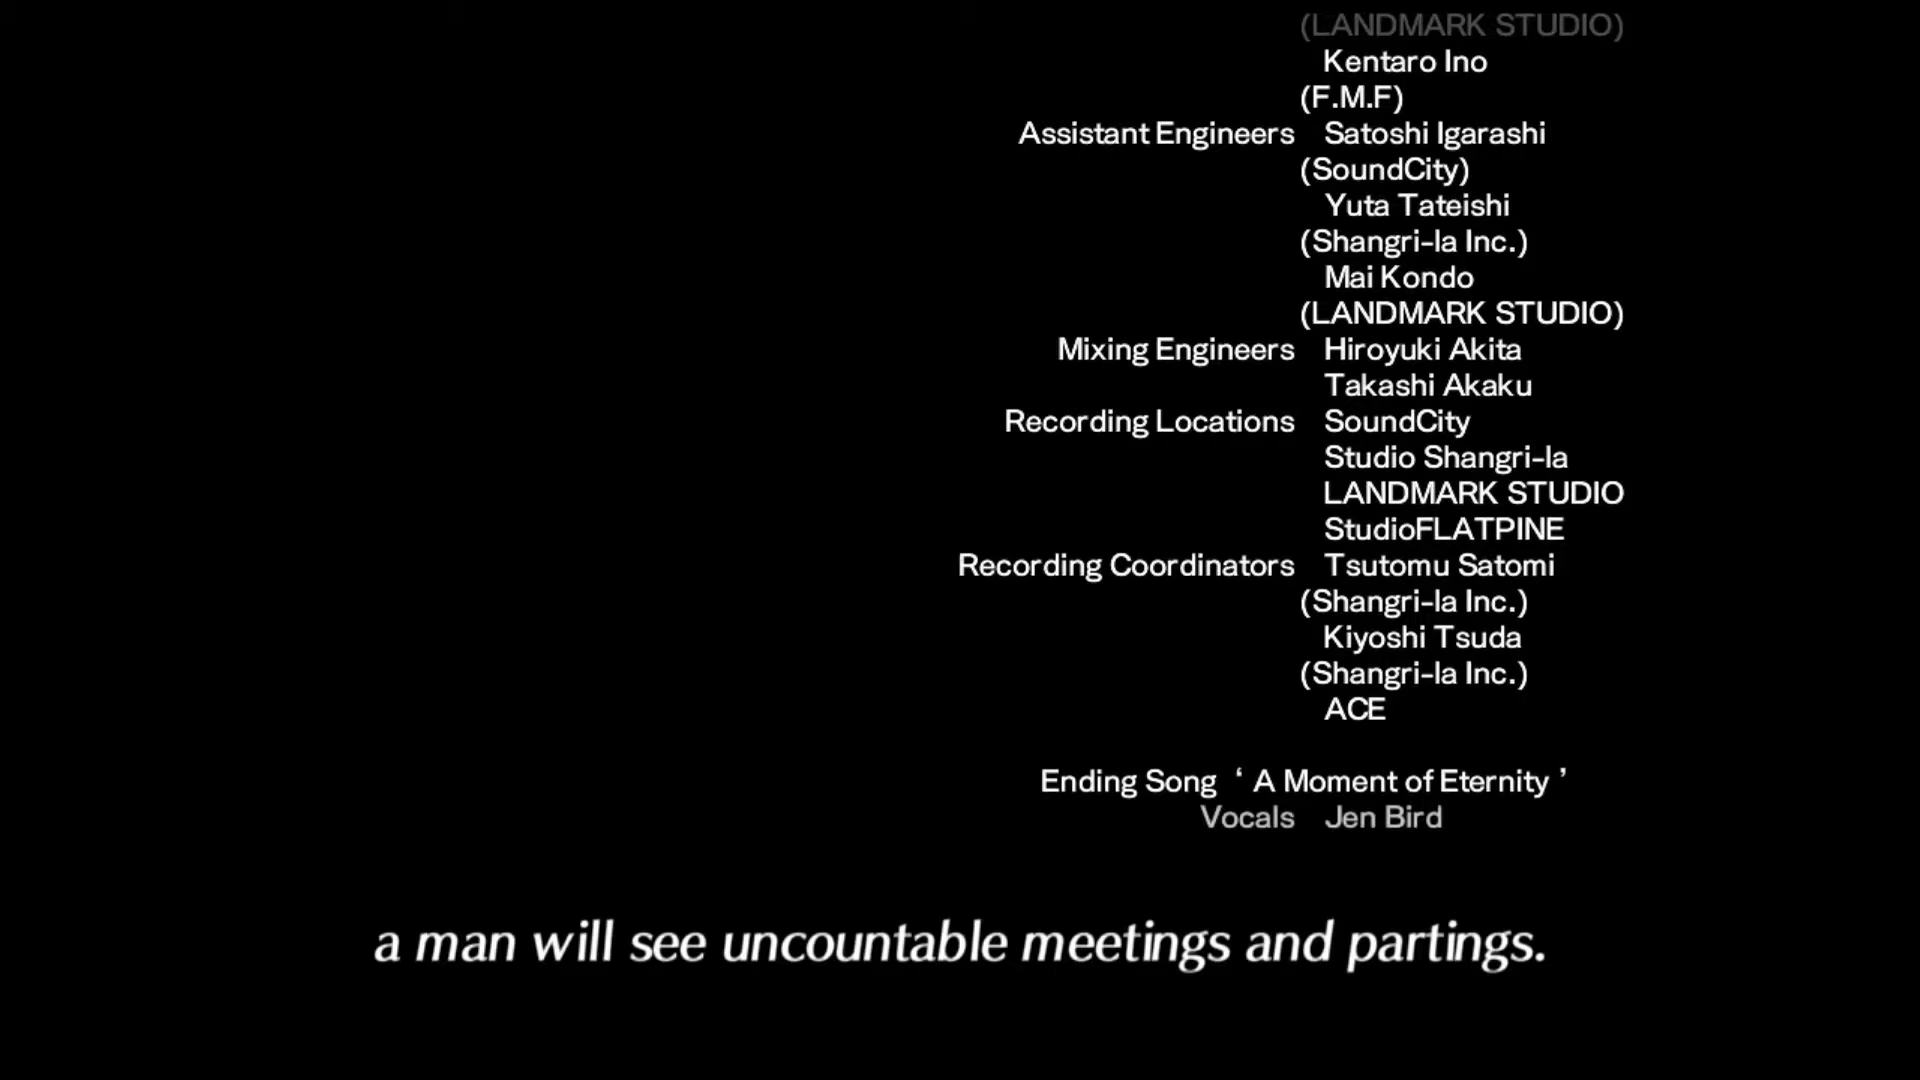 (LANDMARK STUDIO)
Kentaro Ino
(F.M.F)
Assistant Engineers Satoshi Igarashi
(SoundCity)
Yuta Tateishi
(Shangri-la Inc.)
Mai Kondo
(LANDMARK STUDIO)
Mixing Engineers Hiroyuki Akita
Takashi Akaku
Recording Locations SoundCity
Studio Shangri-la
LANDMARK STUDIO
StudioFLATPINE
Recording Coordinators Tsutomu Satomi
(Shangri-la Inc.)
Kiyoshi Tsuda
(Shangri-la Inc.)
ACE
Ending Song ‘ A Moment of Eternity ’
Vocals Jen Bird
a man will see uncountable meetings and partings.